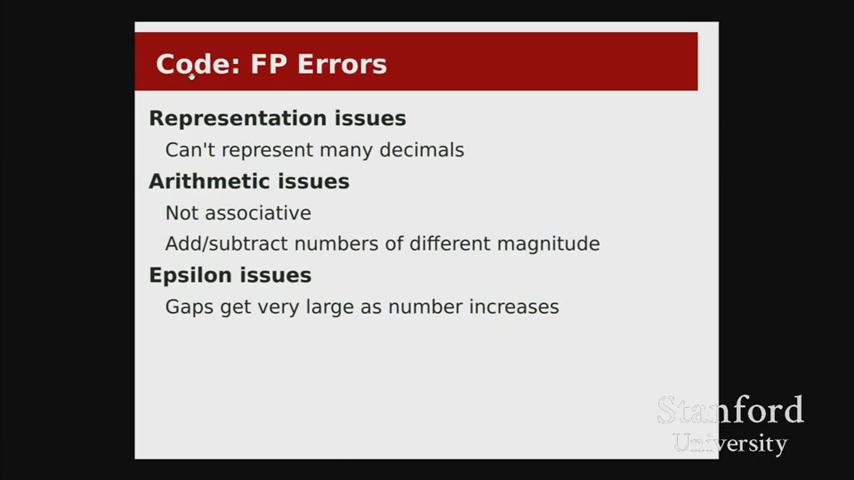 Code: FP Errors
Representation issues
Can't represent many decimals
Arithmetic issues
Not associative
Add/subtract numbers of different magnitude
Epsilon issues
Gaps get very large as number increases
Stanford
University